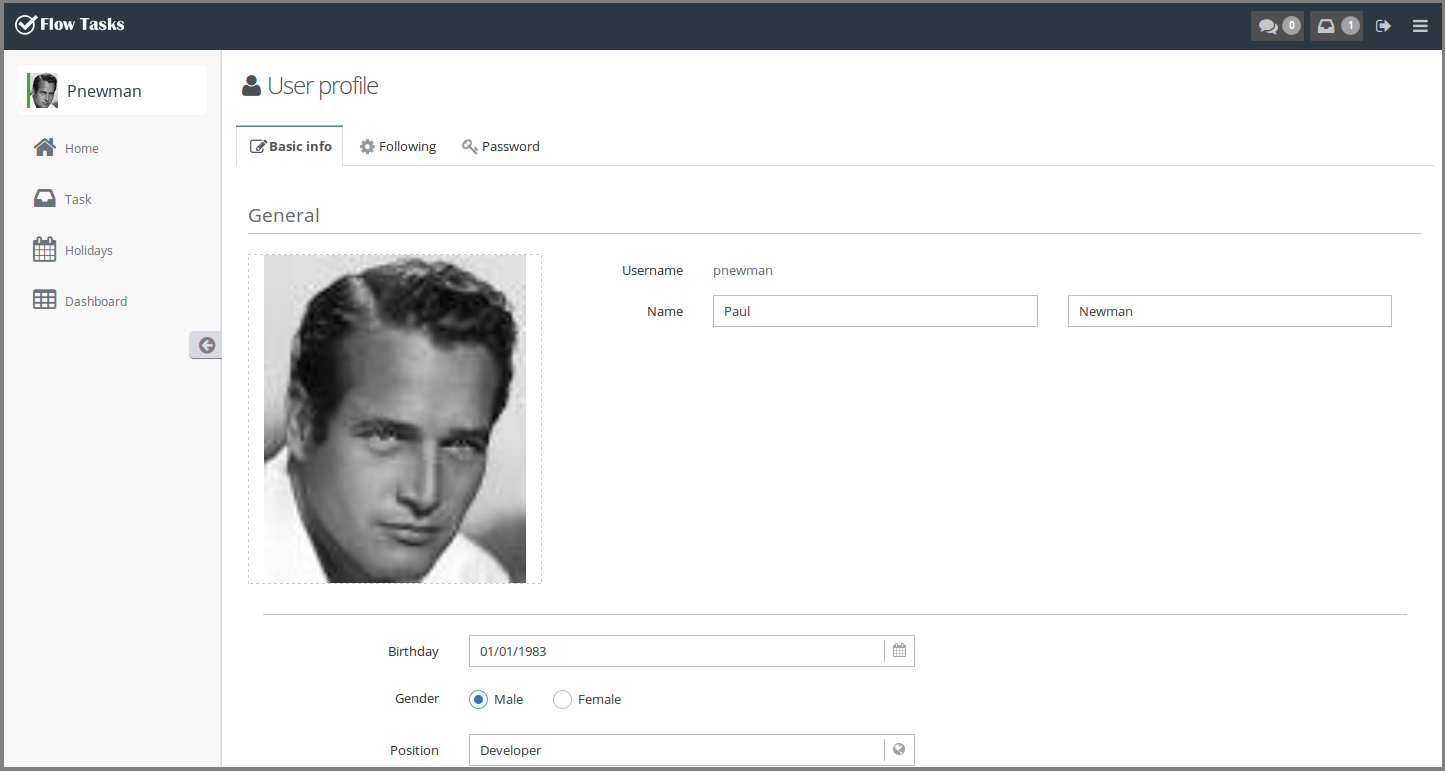 Flow Tasks
0
1
Pnewman
User profile
Home
Basic info
Following
Password
Task
General
Holidays
Username
pnewman
Dashboard
Name
Paul
Newman
Birthday
01/01/1983
Gender
Male
Female
Position
Developer